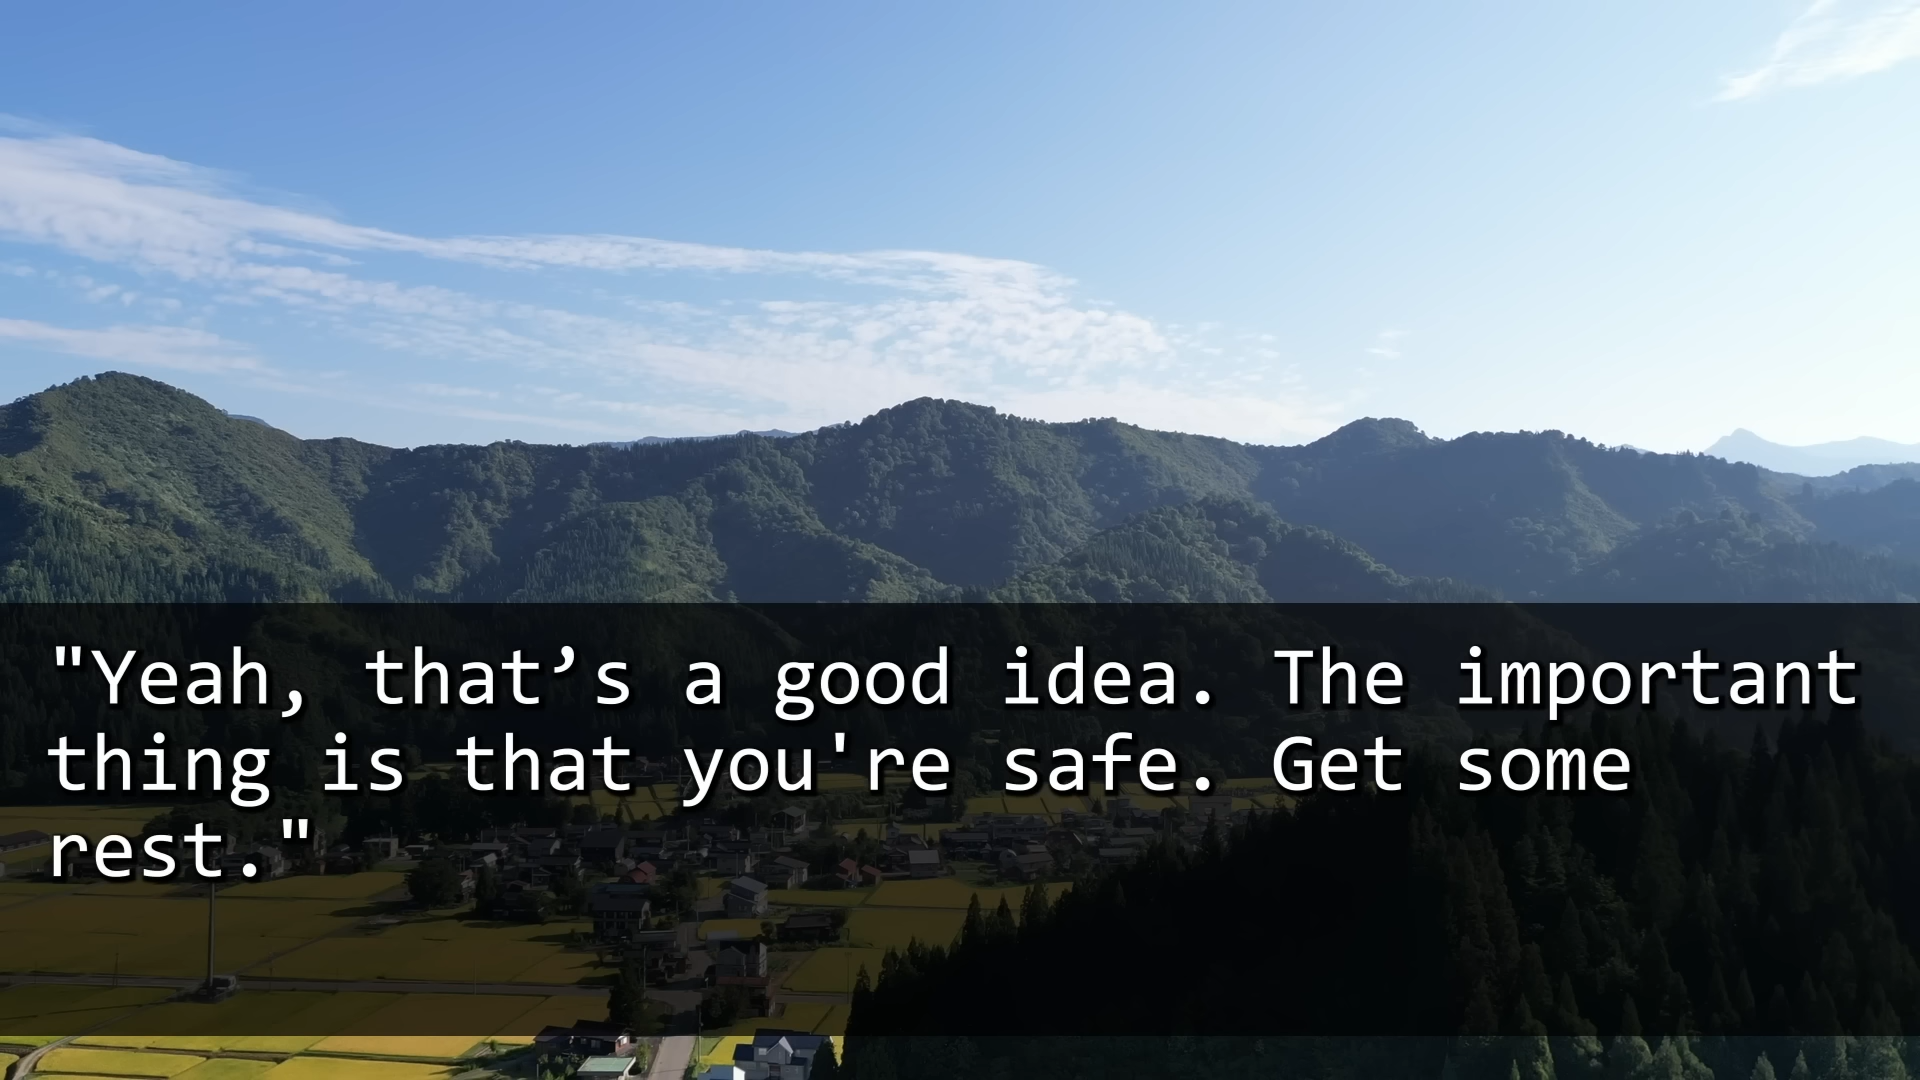 "Yeah, that’s a good idea. The important
thing is that you're safe. Get some
rest."